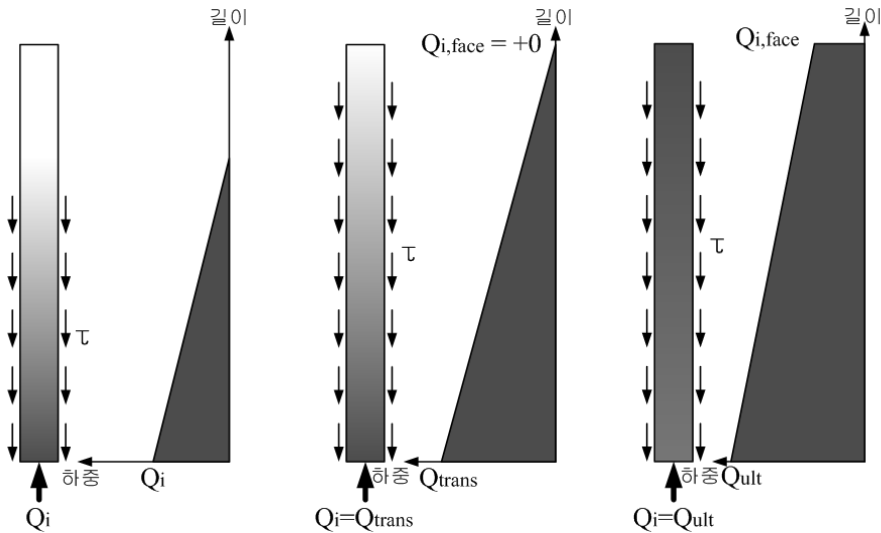 길이
τ
하중
Qi
Qi
길이
Qi,face = +0
τ
하중
Qtrans
Qi=Qtrans
길이
Qi,face
τ
하중
Qult
Qi=Qult